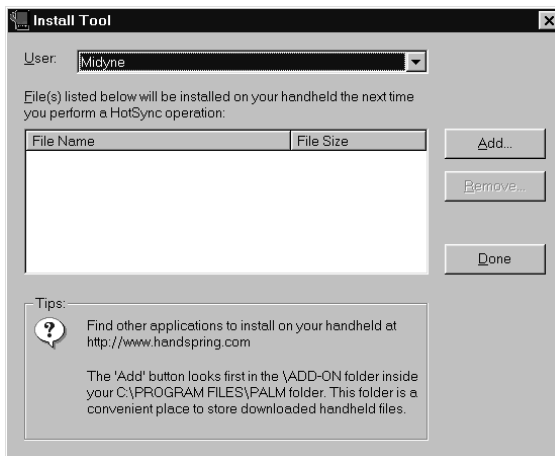 Install Tool
User: Midyne
File(s) listed below will be installed on your handheld the next time
you perform a HotSync operation:
File Name File Size
Add...
Remove...
Done
Tips:
?
Find other applications to install on your handheld at
http://www.handspring.com
The 'Add' button looks first in the \ADD-ON folder inside
your C:\PROGRAM FILES\PALM folder. This folder is a
convenient place to store downloaded handheld files.